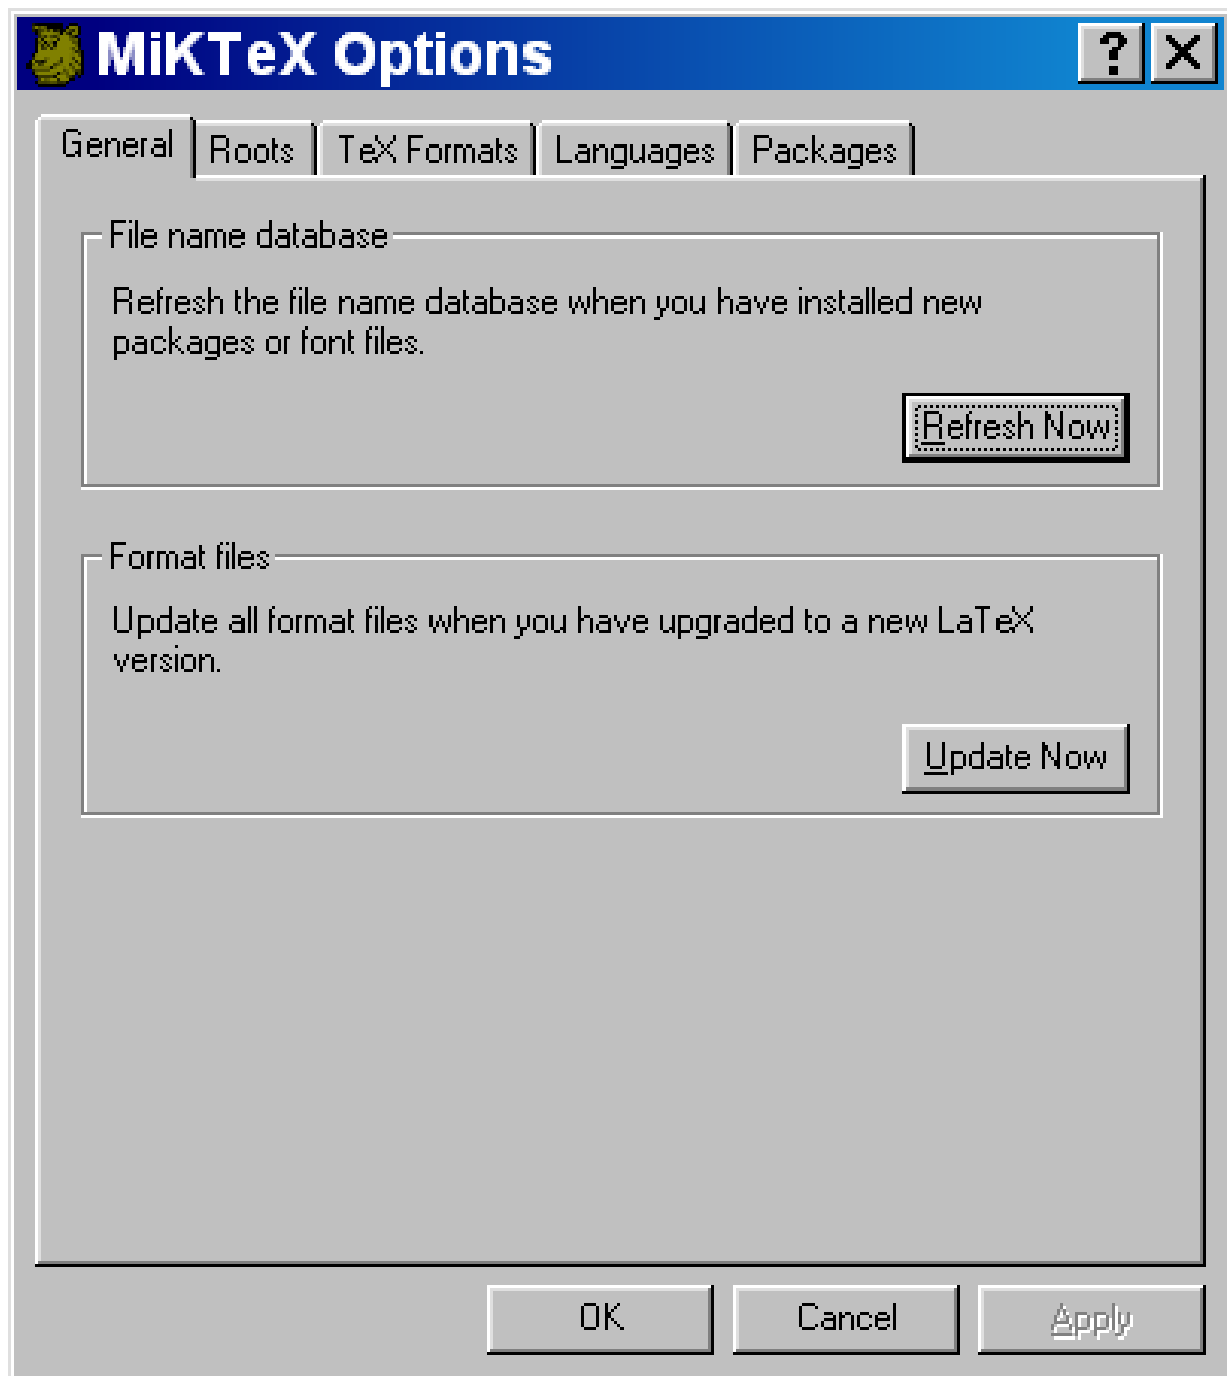 MiKTeX Options
? X
General Roots TeX Formats Languages Packages
File name database
Refresh the file name database when you have installed new
packages or font files.
Refresh Now
Format files
Update all format files when you have upgraded to a new LaTeX
version.
Update Now
OK Cancel Apply